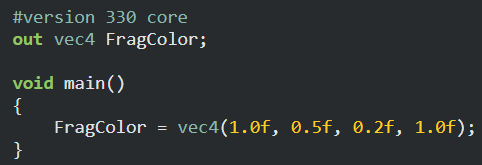 #version 330 core
out vec4 FragColor;

void main()
{
    FragColor = vec4(1.0f, 0.5f, 0.2f, 1.0f);
}